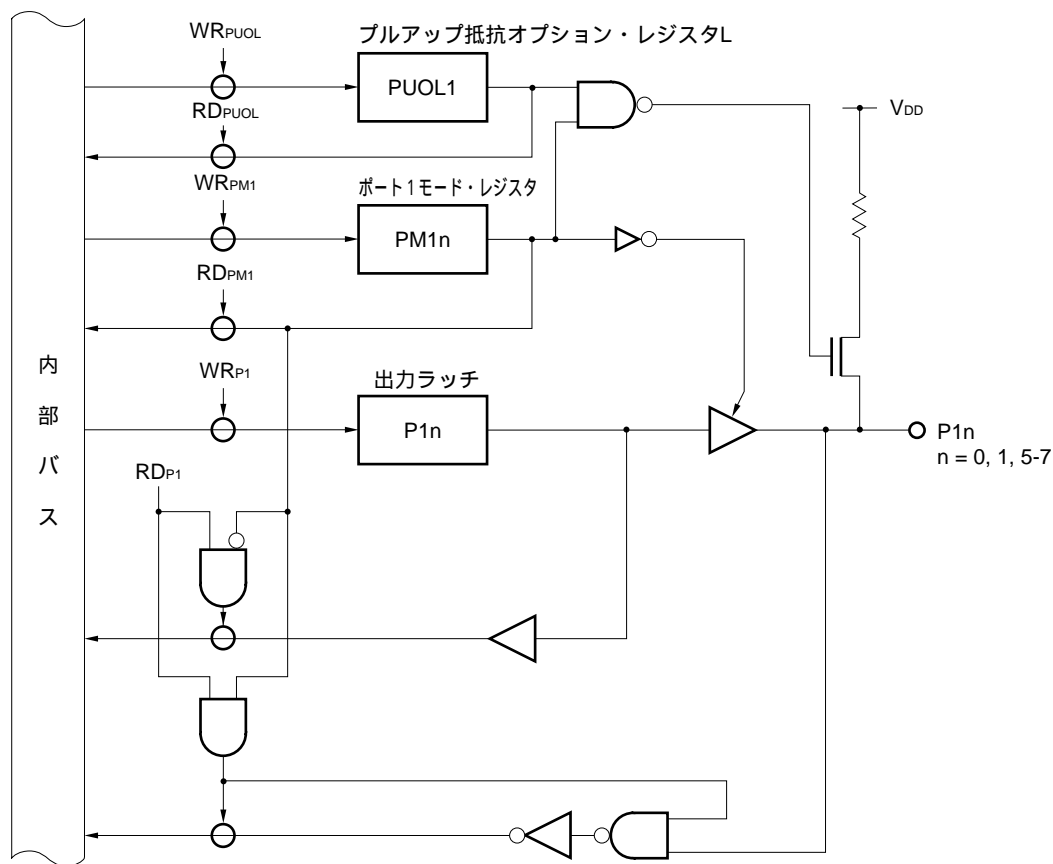 WRPUOL
プルアップ抵抗オプション・レジスタL
PUOL1
VDD
RDPUOL
WRPM1
ポート1モード・レジスタ
PM1n
RDPM1
内部バス
WRP1
出力ラッチ
P1n
P1n
n = 0, 1, 5-7
RDP1